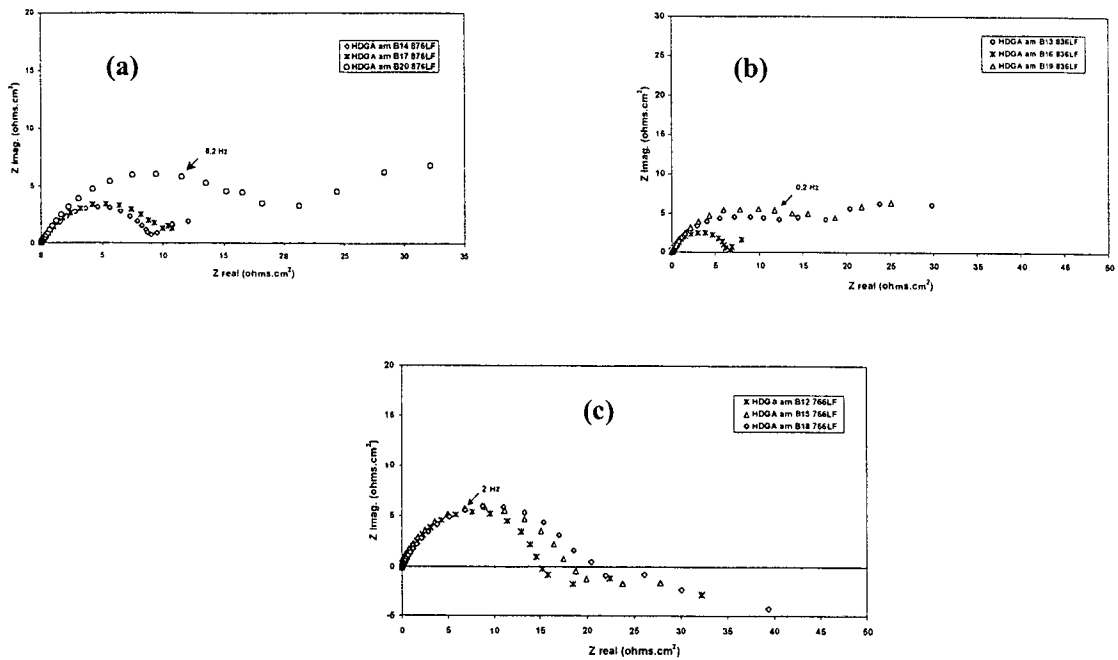 20
15
10
5
0
Z Imag. (ohms.cm²)
(a)
◇HDGA am B14 876LF
ж HDGA am B17 876LF
○HDGA am B20 876LF
0 5 10 15 20 25 30 35
Z real (ohms.cm²)
30
25
20
15
10
5
0
Z Imag. (ohms.cm²)
(b)
○ HDGA am B13 836LF
ж HDGA am B16 836LF
△ HDGA am B19 836LF
0,2 Hz
0 5 10 15 20 25 30 35 40 45 50
Z real (ohms.cm²)
20
15
10
5
0
-5
Z Imag. (ohms.cm²)
(c)
ж HDGA am B12 766LF
△ HDGA am B15 766LF
◇ HDGA am B18 766LF
2 Hz
0 5 10 15 20 25 30 35 40 45 50
Z real (ohms.cm²)